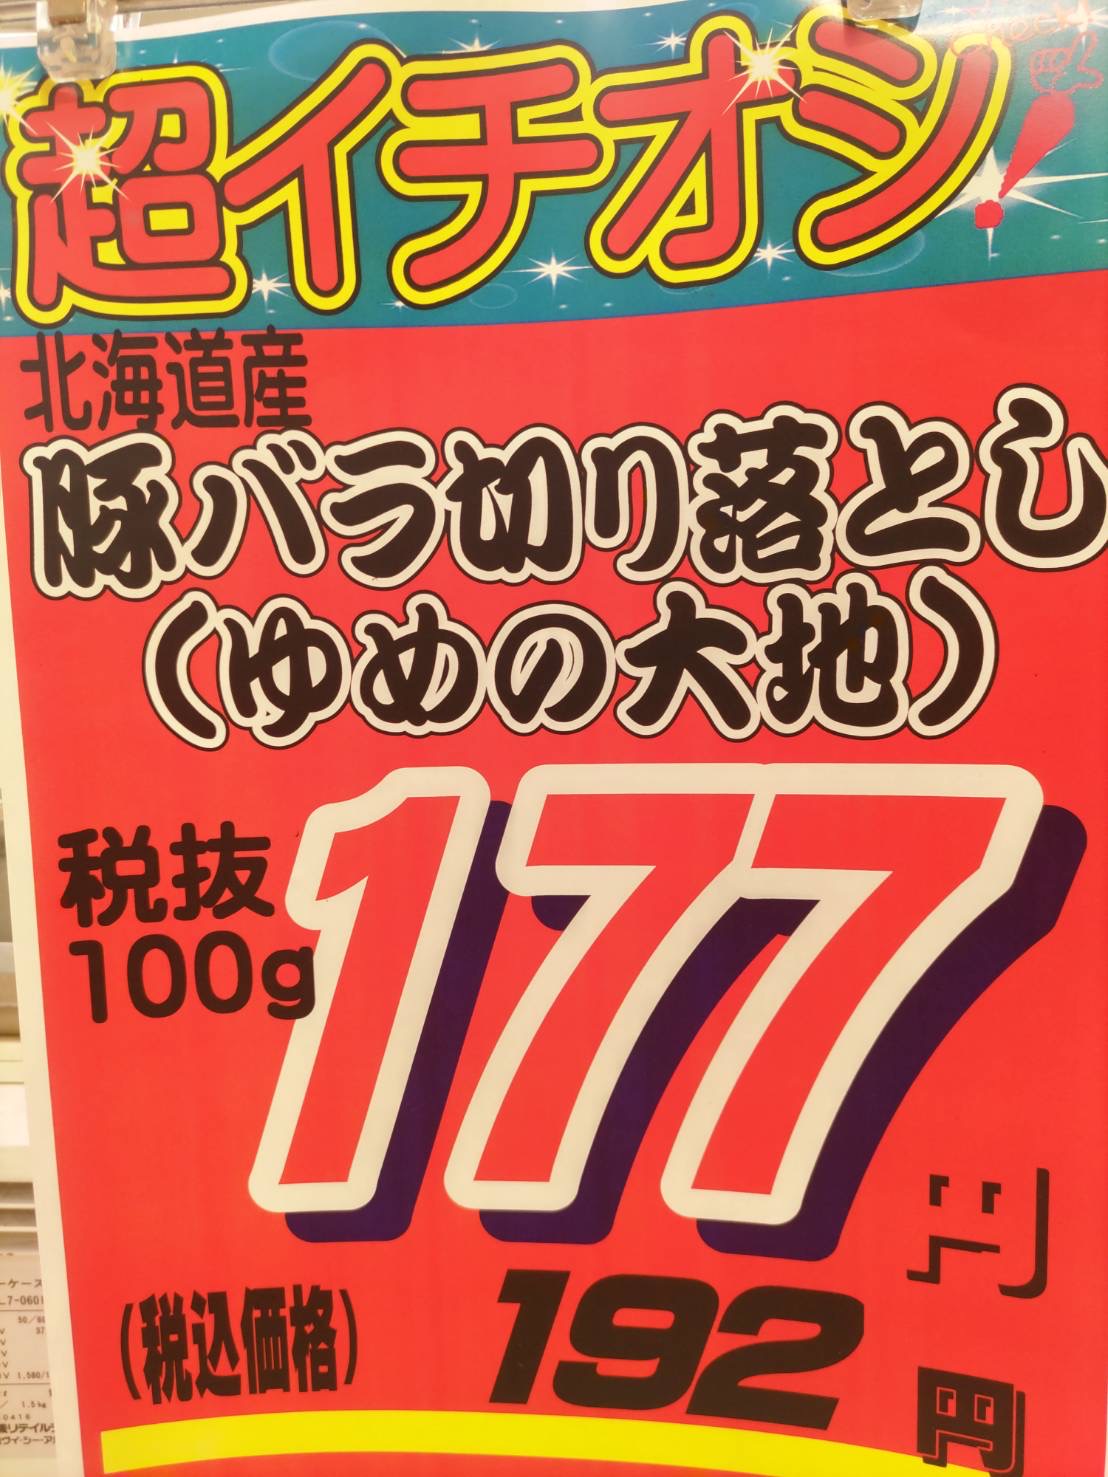 超イチオシ!
北海道産
豚バラ切り落とし
(ゆめの大地)
税抜
100g
177円
(税込価格)
192円